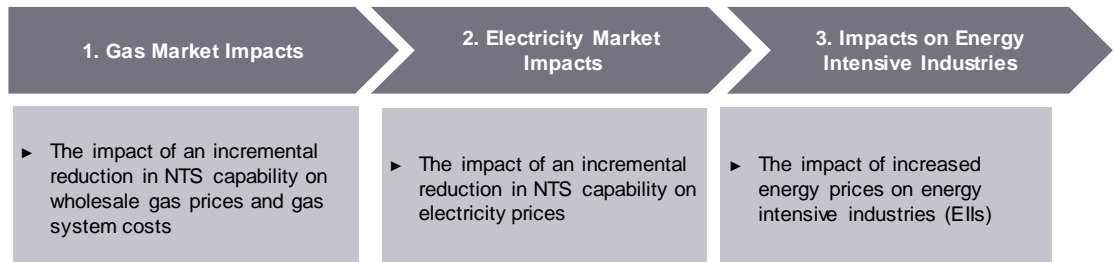 1. Gas Market Impacts
2. Electricity Market
Impacts
3. Impacts on Energy
Intensive Industries
► The impact of an incremental
reduction in NTS capability on
wholesale gas prices and gas
system costs
► The impact of an incremental
reduction in NTS capability on
electricity prices
► The impact of increased
energy prices on energy
intensive industries (EIIs)